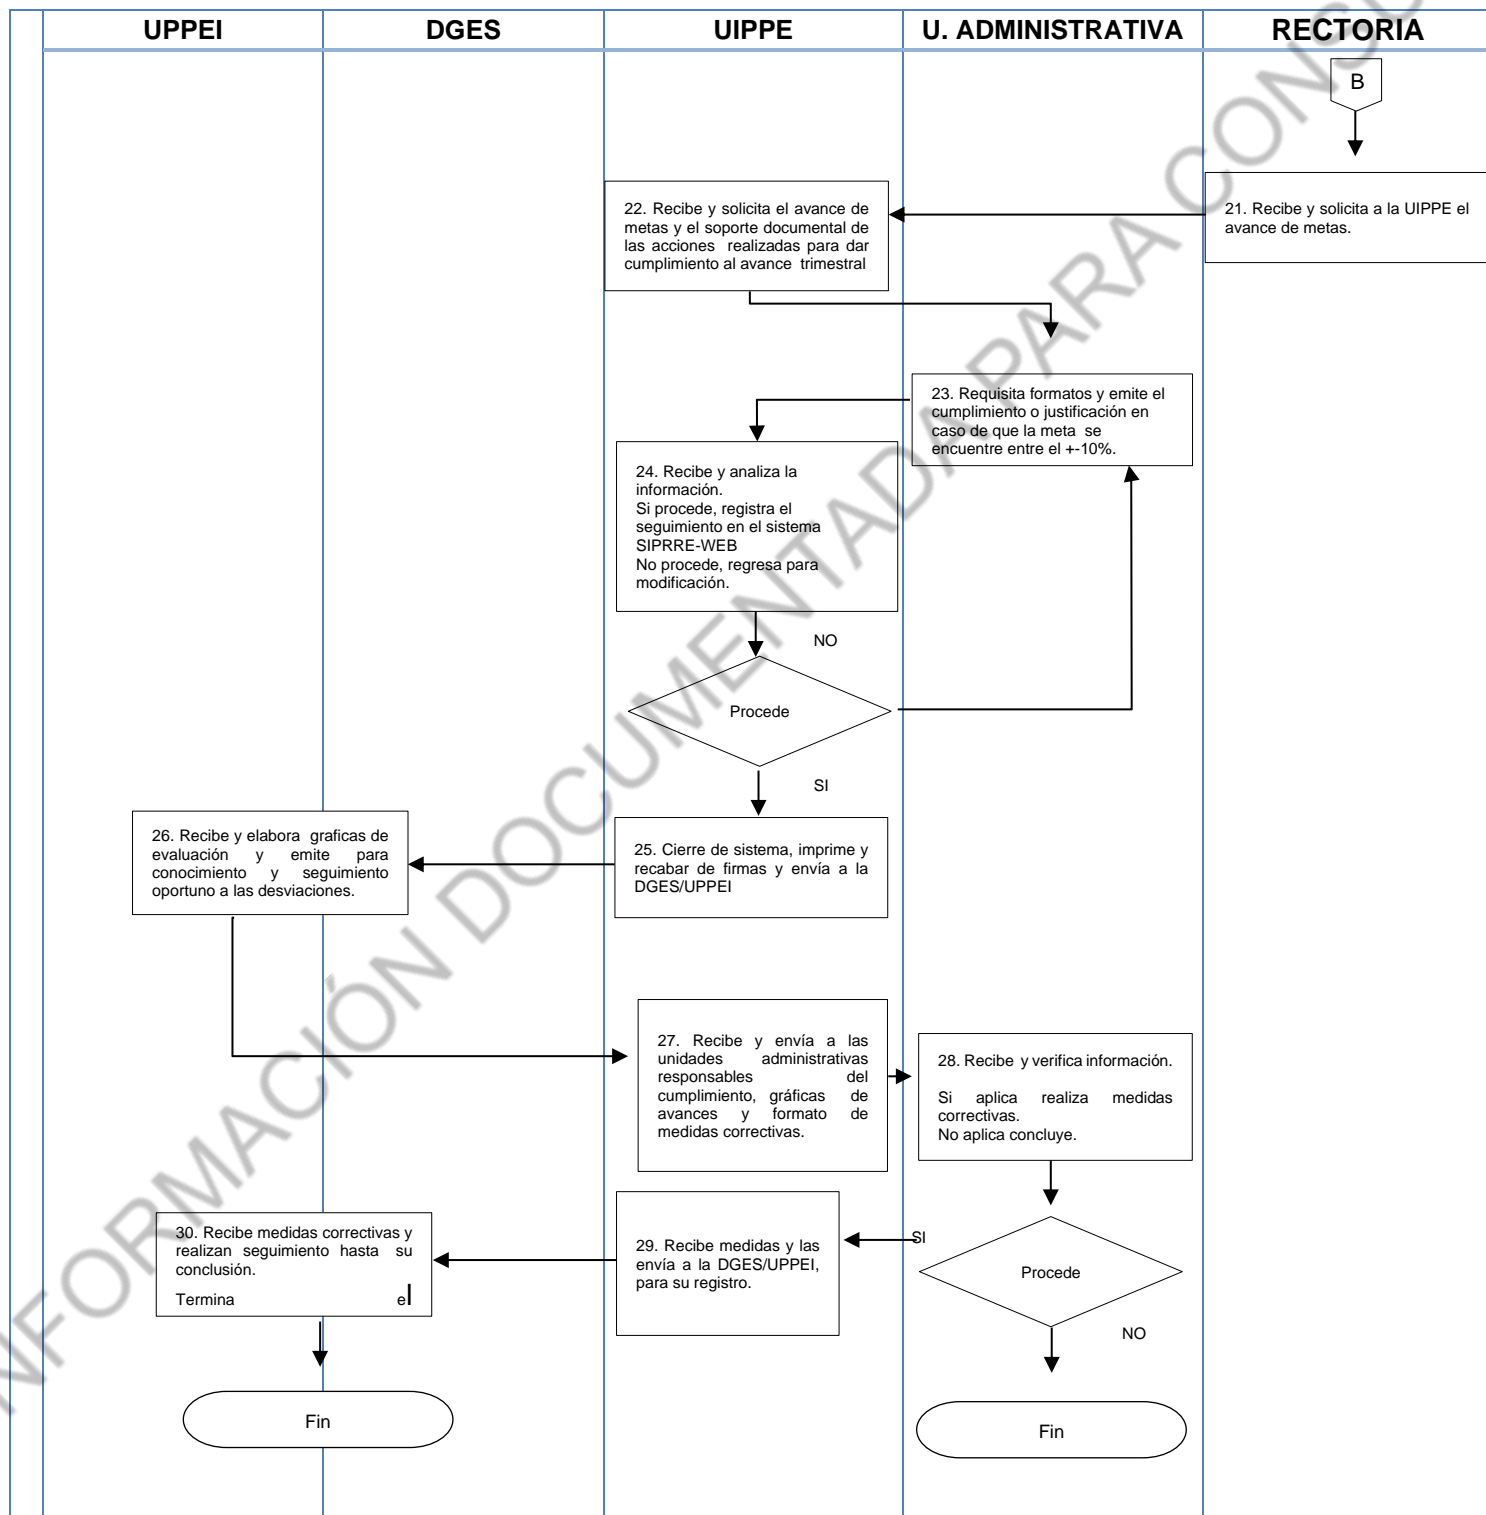 UPPEI DGES UIPPE U. ADMINISTRATIVA RECTORIA
B
21. Recibe y solicita a la UIPPE el
avance de metas.
22. Recibe y solicita el avance de
metas y el soporte documental de
las acciones realizadas para dar
cumplimiento al avance trimestral
23. Requisita formatos y emite el
cumplimiento o justificación en
caso de que la meta se
encuentre entre el +-10%.
24. Recibe y analiza la
información.
Si procede, registra el
seguimiento en el sistema
SIPRRE-WEB
No procede, regresa para
modificación.
NO
Procede
SI
25. Cierre de sistema, imprime y
recabar de firmas y envía a la
DGES/UPPEI
26. Recibe y elabora graficas de
evaluación y emite para
conocimiento y seguimiento
oportuno a las desviaciones.
27. Recibe y envía a las
unidades administrativas
responsables del
cumplimiento, gráficas de
avances y formato de
medidas correctivas.
28. Recibe y verifica información.
Si aplica realiza medidas
correctivas.
No aplica concluye.
SI
Procede
NO
29. Recibe medidas y las
envía a la DGES/UPPEI,
para su registro.
30. Recibe medidas correctivas y
realizan seguimiento hasta su
conclusión.
Termina el
Fin
Fin
NFORMACIÓN DOCUMENTADA PARA CONSU